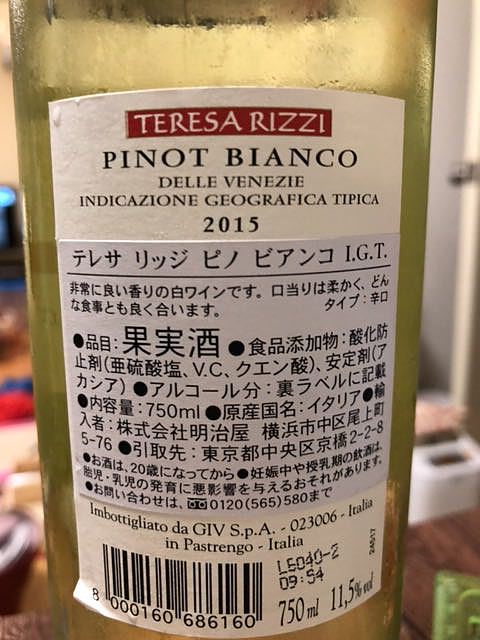 TERESA RIZZI
PINOT BIANCO
DELLE VENEZIE
INDICAZIONE GEOGRAFICA TIPICA
2015
テレサ リッジ ピノ ビアンコ I.G.T.
非常に良い香りの白ワインです。口当りは柔かく、どん
な食事とも良く合います。 タイプ：辛口
●品目：果実酒 ●食品添加物：酸化防
止剤（亜硫酸塩、V.C、クエン酸）、安定剤（ア
カシア）●アルコール分：裏ラベルに記載
●内容量：750ml ●原産国名：イタリア●輸
入者：株式会社明治屋 横浜市中区尾上町
5-76 ●引取先：東京都中央区京橋2-2-8
●お酒は、20歳になってから●妊娠中や授乳期の飲酒は、
胎児・乳児の発育に悪影響を与えるおそれがあります。
●お問い合わせは、0120(565)580まで
Imbottigliato da GIV S.p.A. - 023006 - Italia
in Pastrengo - Italia
L5040-2
09:54
24517
8 000160 686160
750 ml 11,5% vol